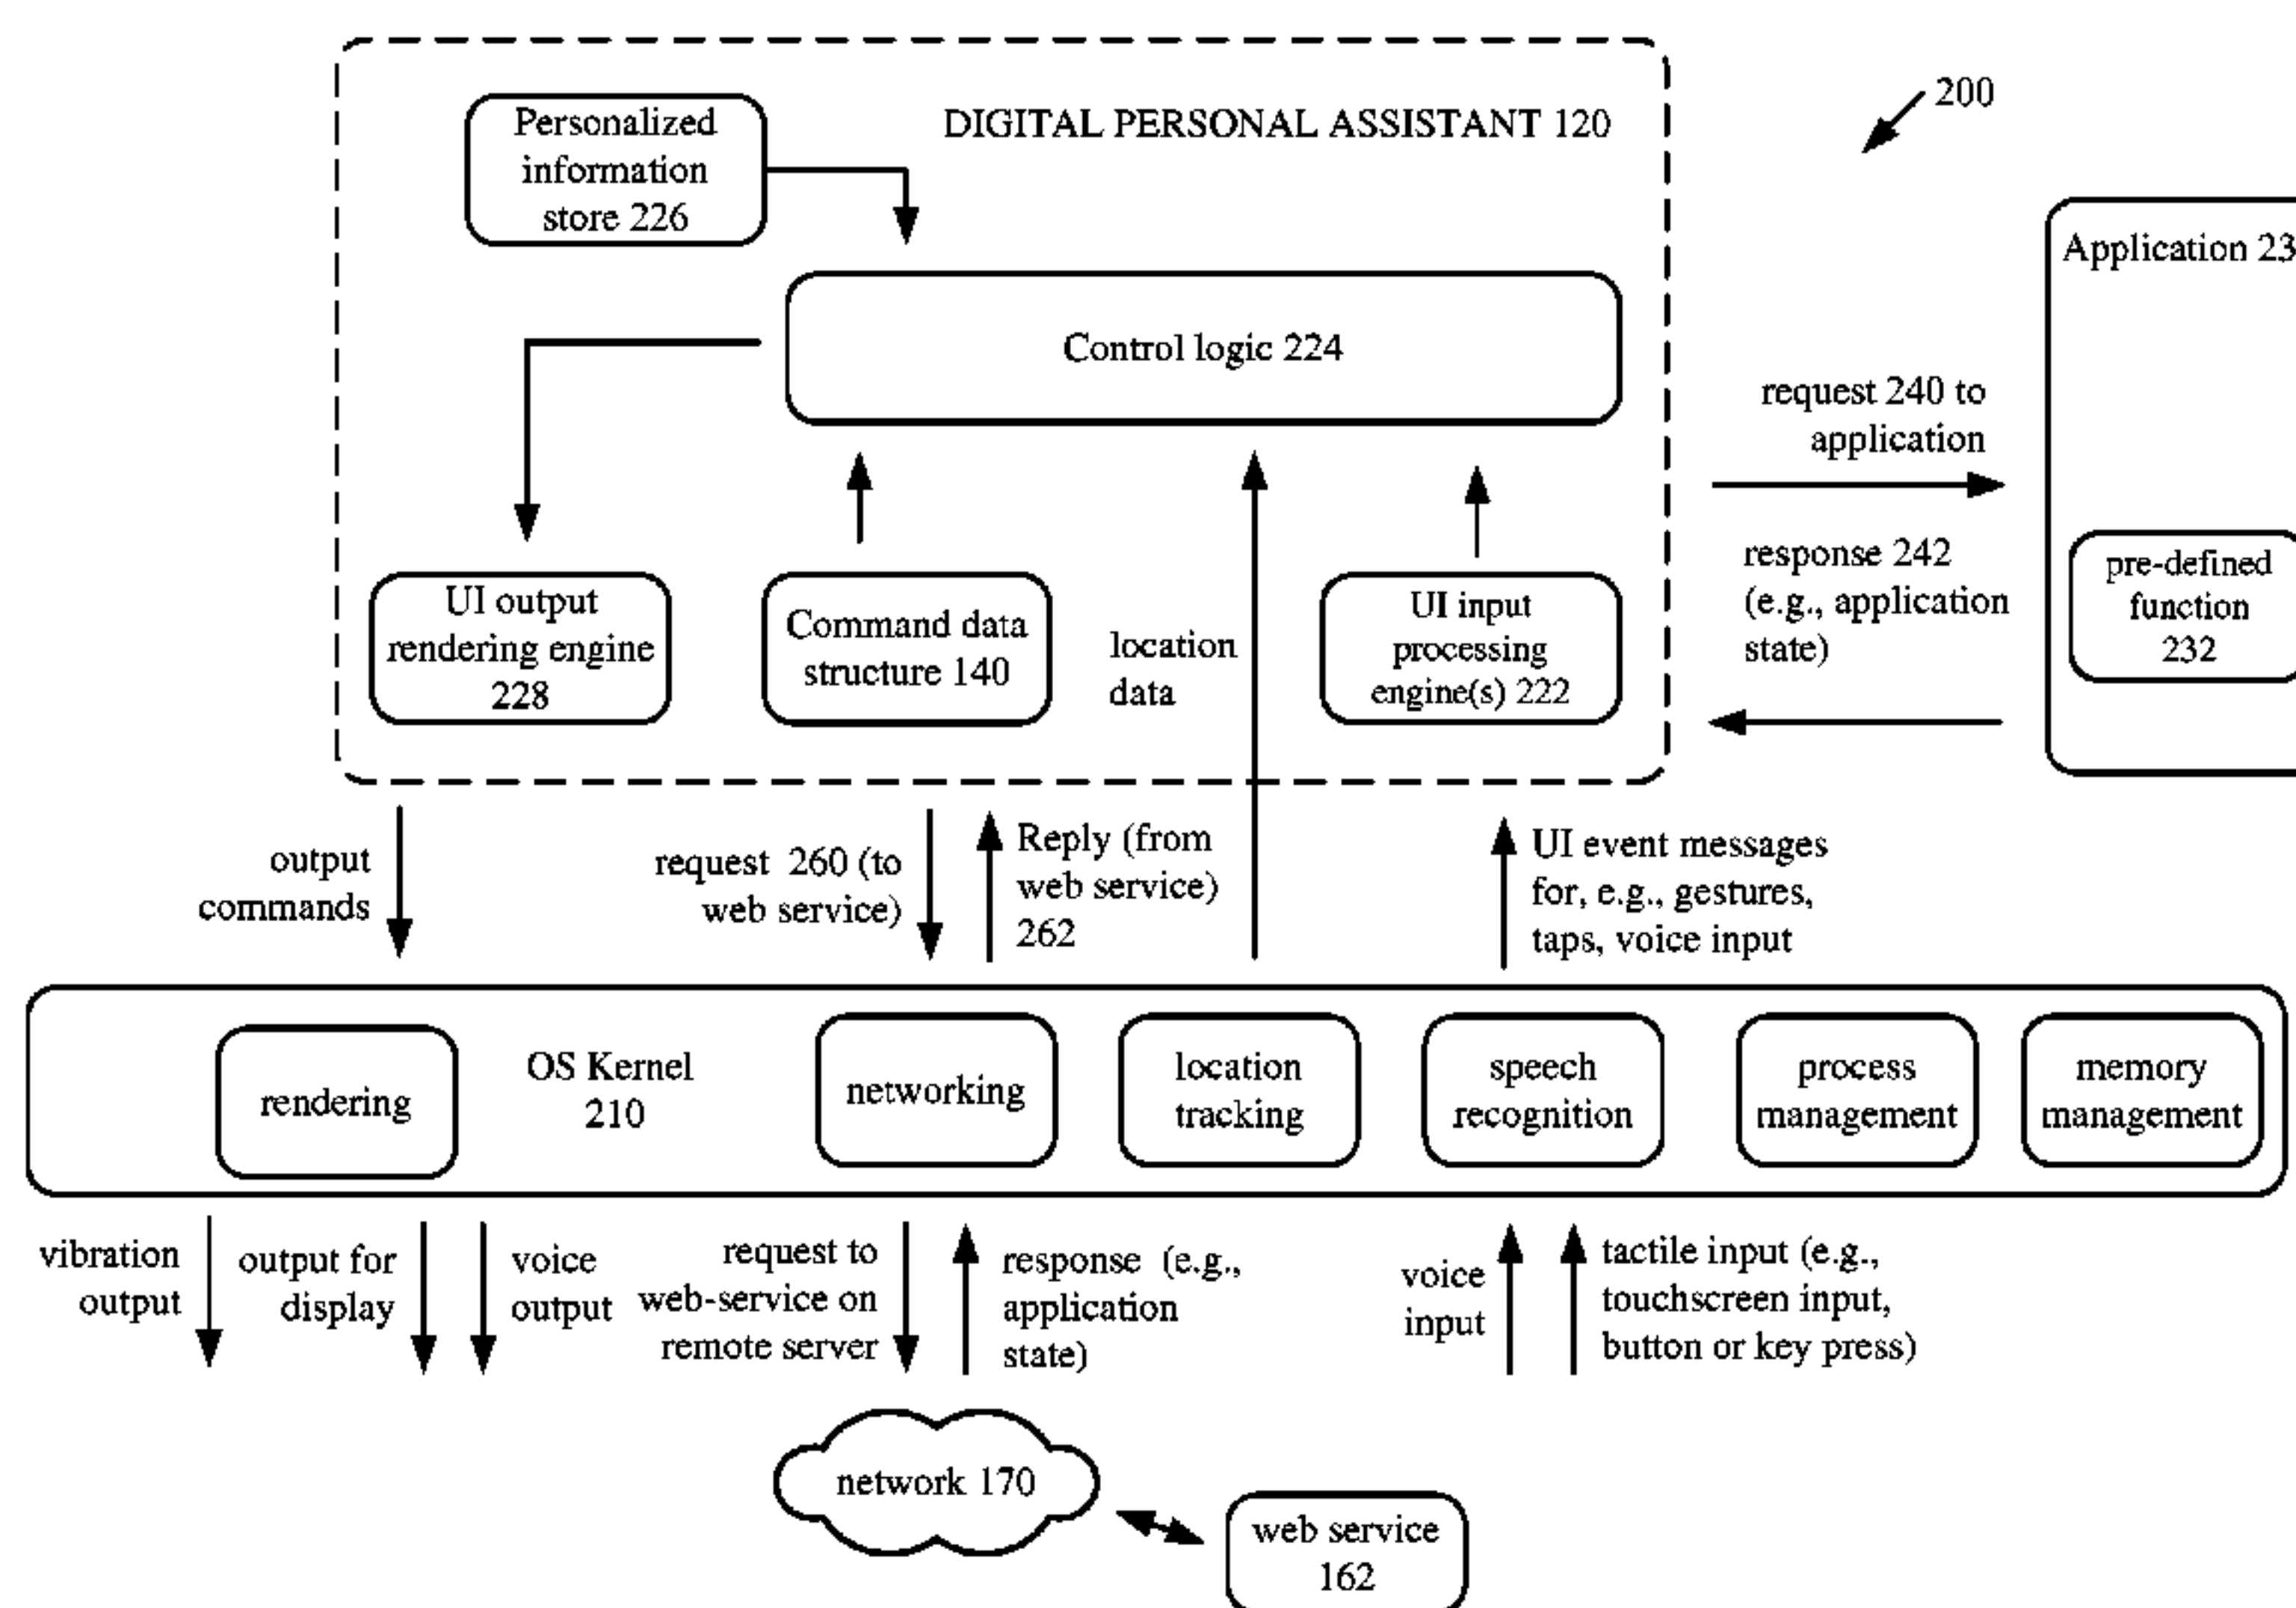 200
DIGITAL PERSONAL ASSISTANT 120
Personalized
information
store 226
Control logic 224
UI output
rendering engine
228
Command data
structure 140
location
data
UI input
processing
engine(s) 222
request 240 to
application
response 242
(e.g., application
state)
Application 23
pre-defined
function
232
output
commands
request 260 (to
web service)
Reply (from
web service)
262
UI event messages
for, e.g., gestures,
taps, voice input
rendering
OS Kernel
210
networking
location
tracking
speech
recognition
process
management
memory
management
vibration
output
output for
display
voice
output
request to
web-service on
remote server
response (e.g.,
application
state)
voice
input
tactile input (e.g.,
touchscreen input,
button or key press)
network 170
web service
162